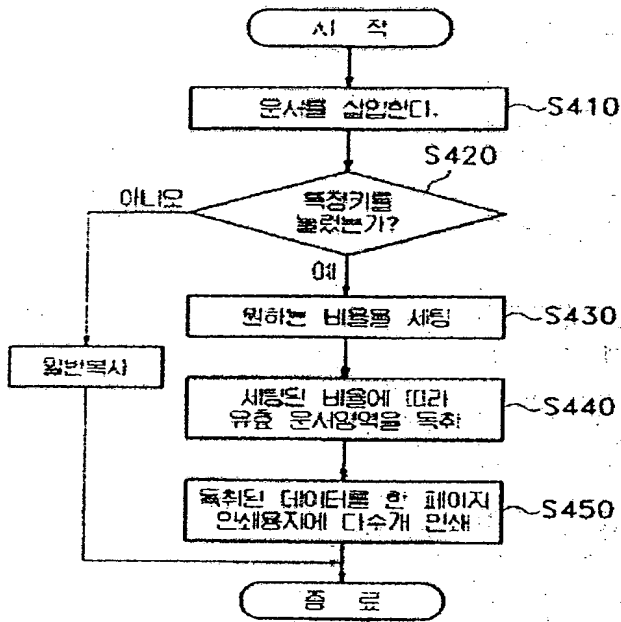 시 작
문서를 삽입한다.
S410
S420
특정키를
눌렀는가?
아니오
예
원하는 비율을 세팅
S430
일반복사
세팅된 비율에 따라
유효 문서영역을 독취
S440
독취된 데이터를 한 페이지
인쇄용지에 다수개 인쇄
S450
종 료